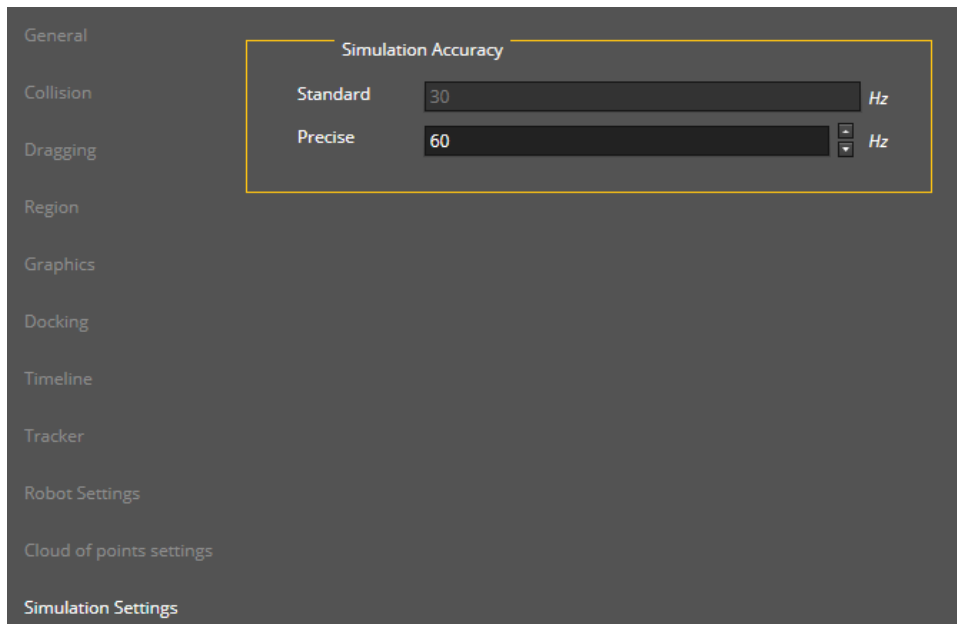 General
Collision
Dragging
Region
Graphics
Docking
Timeline
Tracker
Robot Settings
Cloud of points settings
Simulation Settings
Simulation Accuracy
Standard 30 Hz
Precise 60 Hz